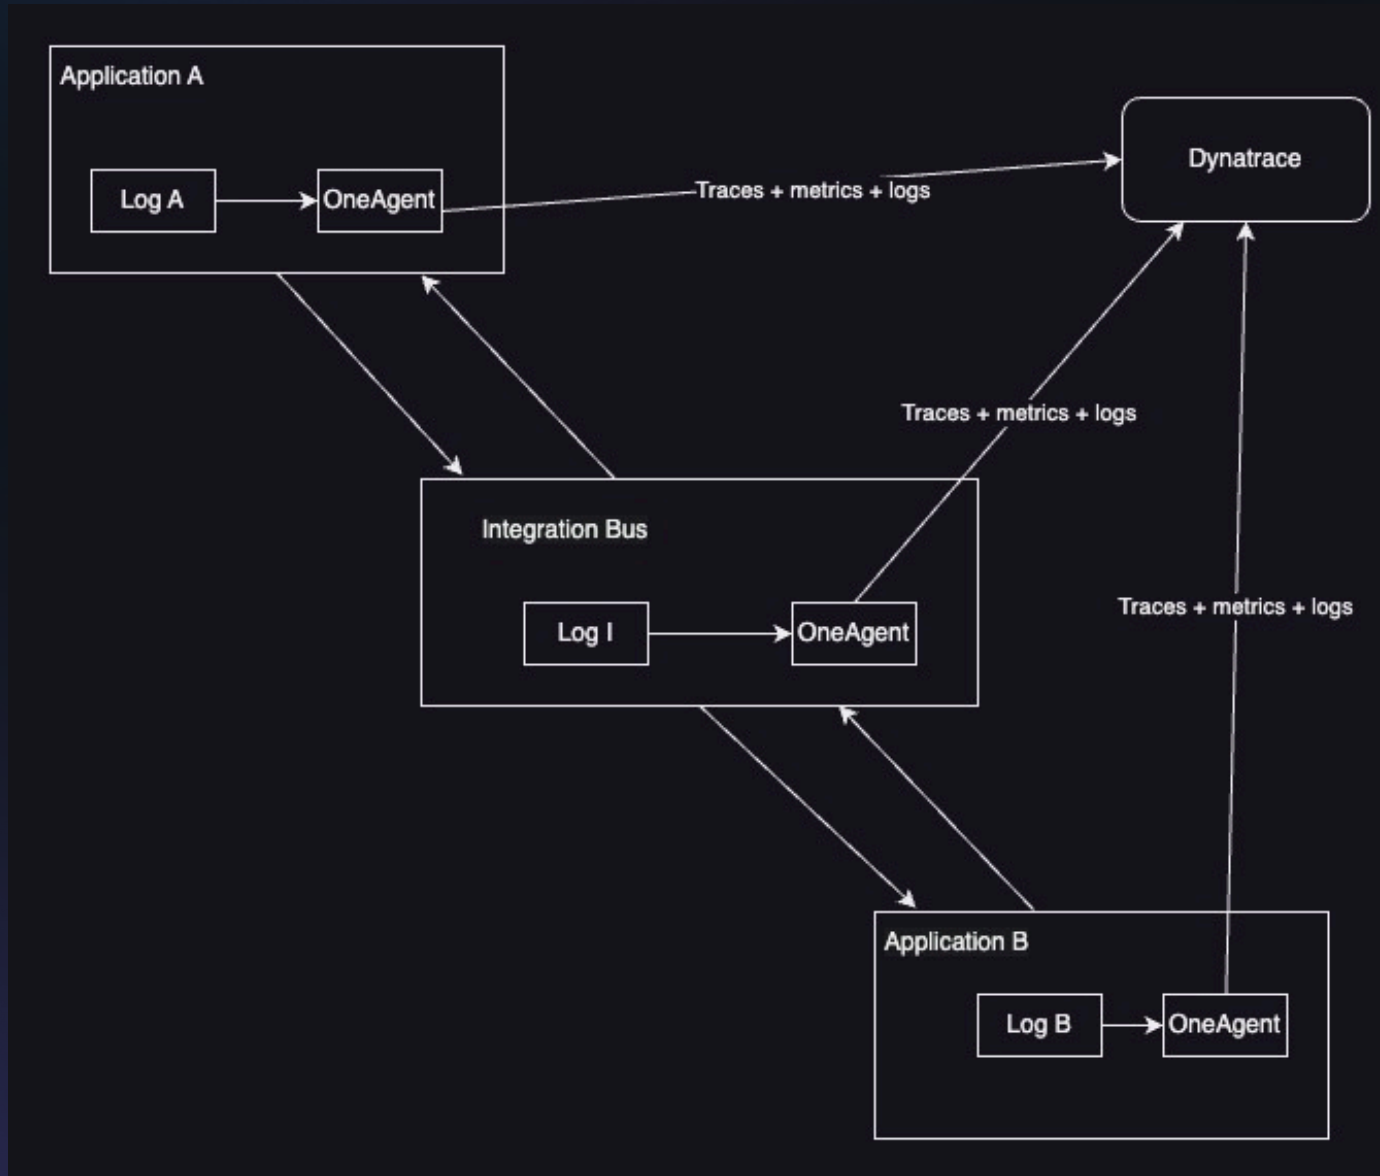 Application A
Log A
OneAgent
Traces + metrics + logs
Dynatrace
Traces + metrics + logs
Integration Bus
Log I
OneAgent
Traces + metrics + logs
Application B
Log B
OneAgent